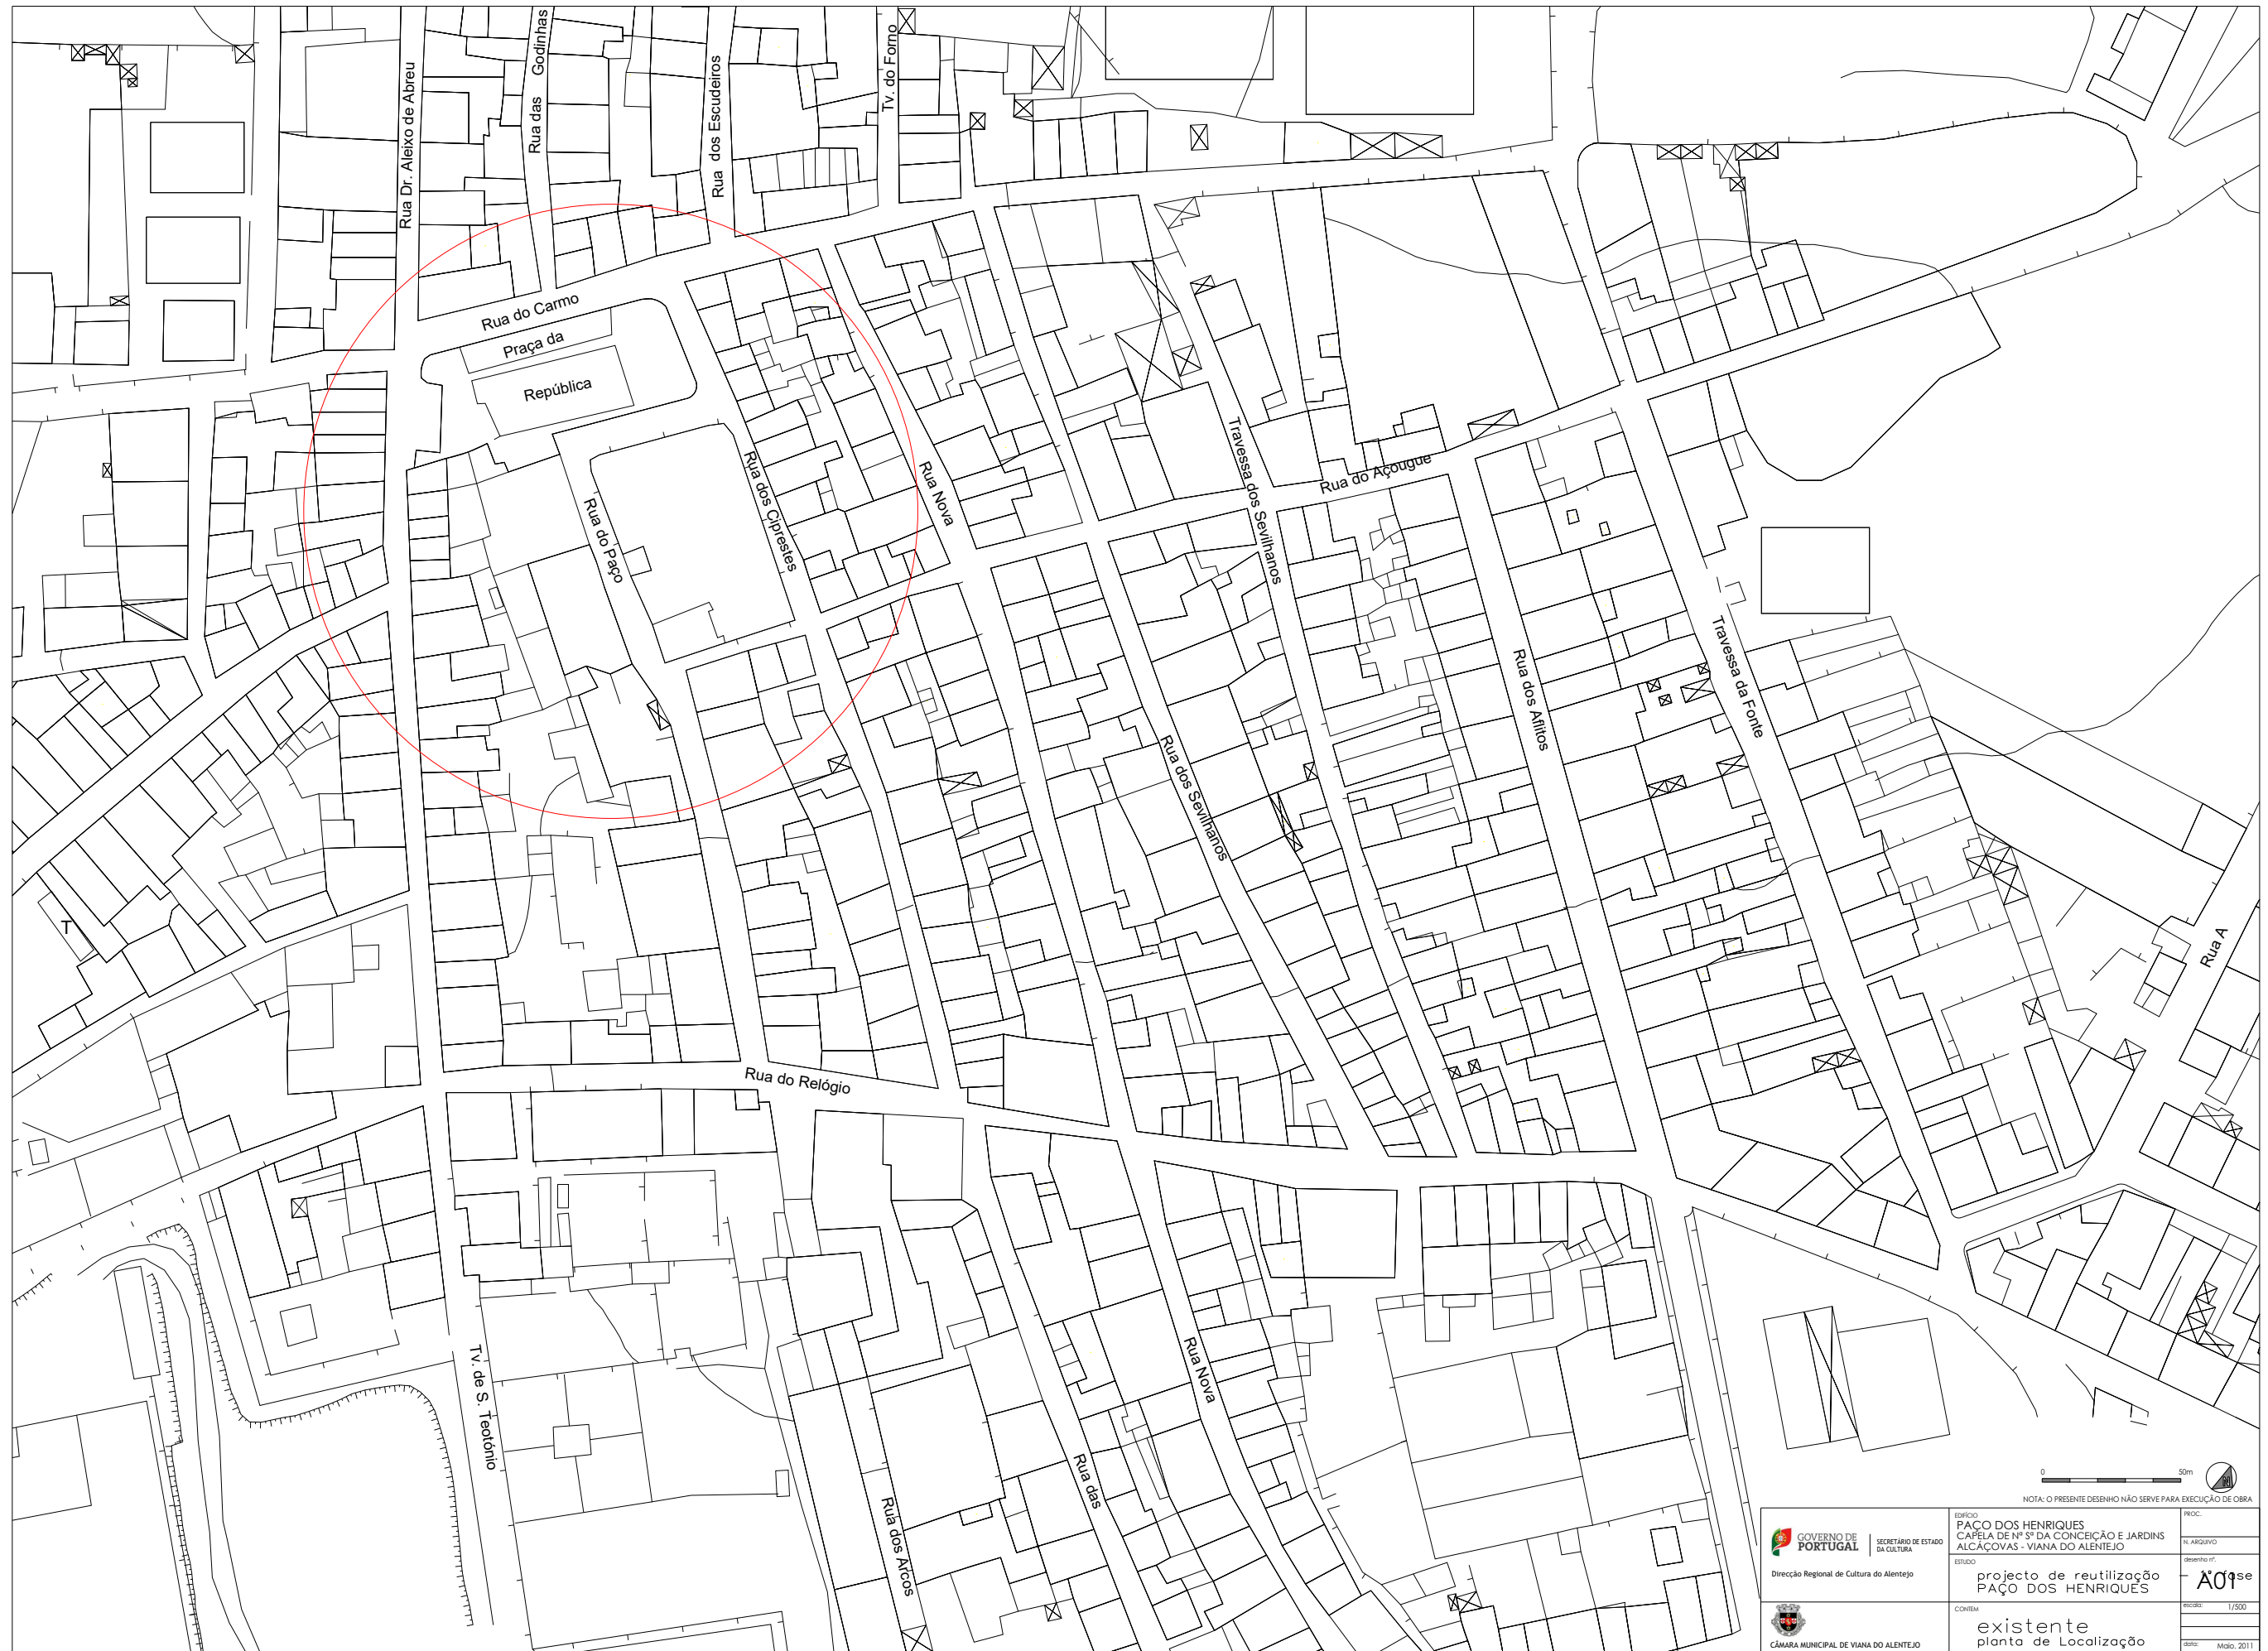 Rua Dr. Aleixo de Abreu
Rua das Godinhas
Rua dos Escudeiros
Tv. do Forno
Rua do Carmo
Praça da
República
Rua do Paço
Rua dos Ciprestes
Rua Nova
Travessa dos Sevilhanos
Rua do Açougue
Rua dos Sevilhanos
Rua dos Aflitos
Travessa da Fonte
Rua A
T
Rua do Relógio
Tv. de S. Teotónio
Rua dos Arcos
Rua das
Rua Nova
0 50m
N
NOTA: O PRESENTE DESENHO NÃO SERVE PARA EXECUÇÃO DE OBRA
GOVERNO DE
PORTUGAL
SECRETÁRIO DE ESTADO
DA CULTURA
Direcção Regional de Cultura do Alentejo
CÂMARA MUNICIPAL DE VIANA DO ALENTEJO
EDIFÍCIO
PAÇO DOS HENRIQUES
CAPELA DE Nª Sª DA CONCEIÇÃO E JARDINS
ALCÁÇOVAS - VIANA DO ALENTEJO
ESTUDO
projecto de reutilização - 1ª fase
PAÇO DOS HENRIQUES
CONTEM
existente
planta de Localização
PROC.
N. ARQUIVO
desenho nº.
A01
escala: 1/500
data: Maio, 2011